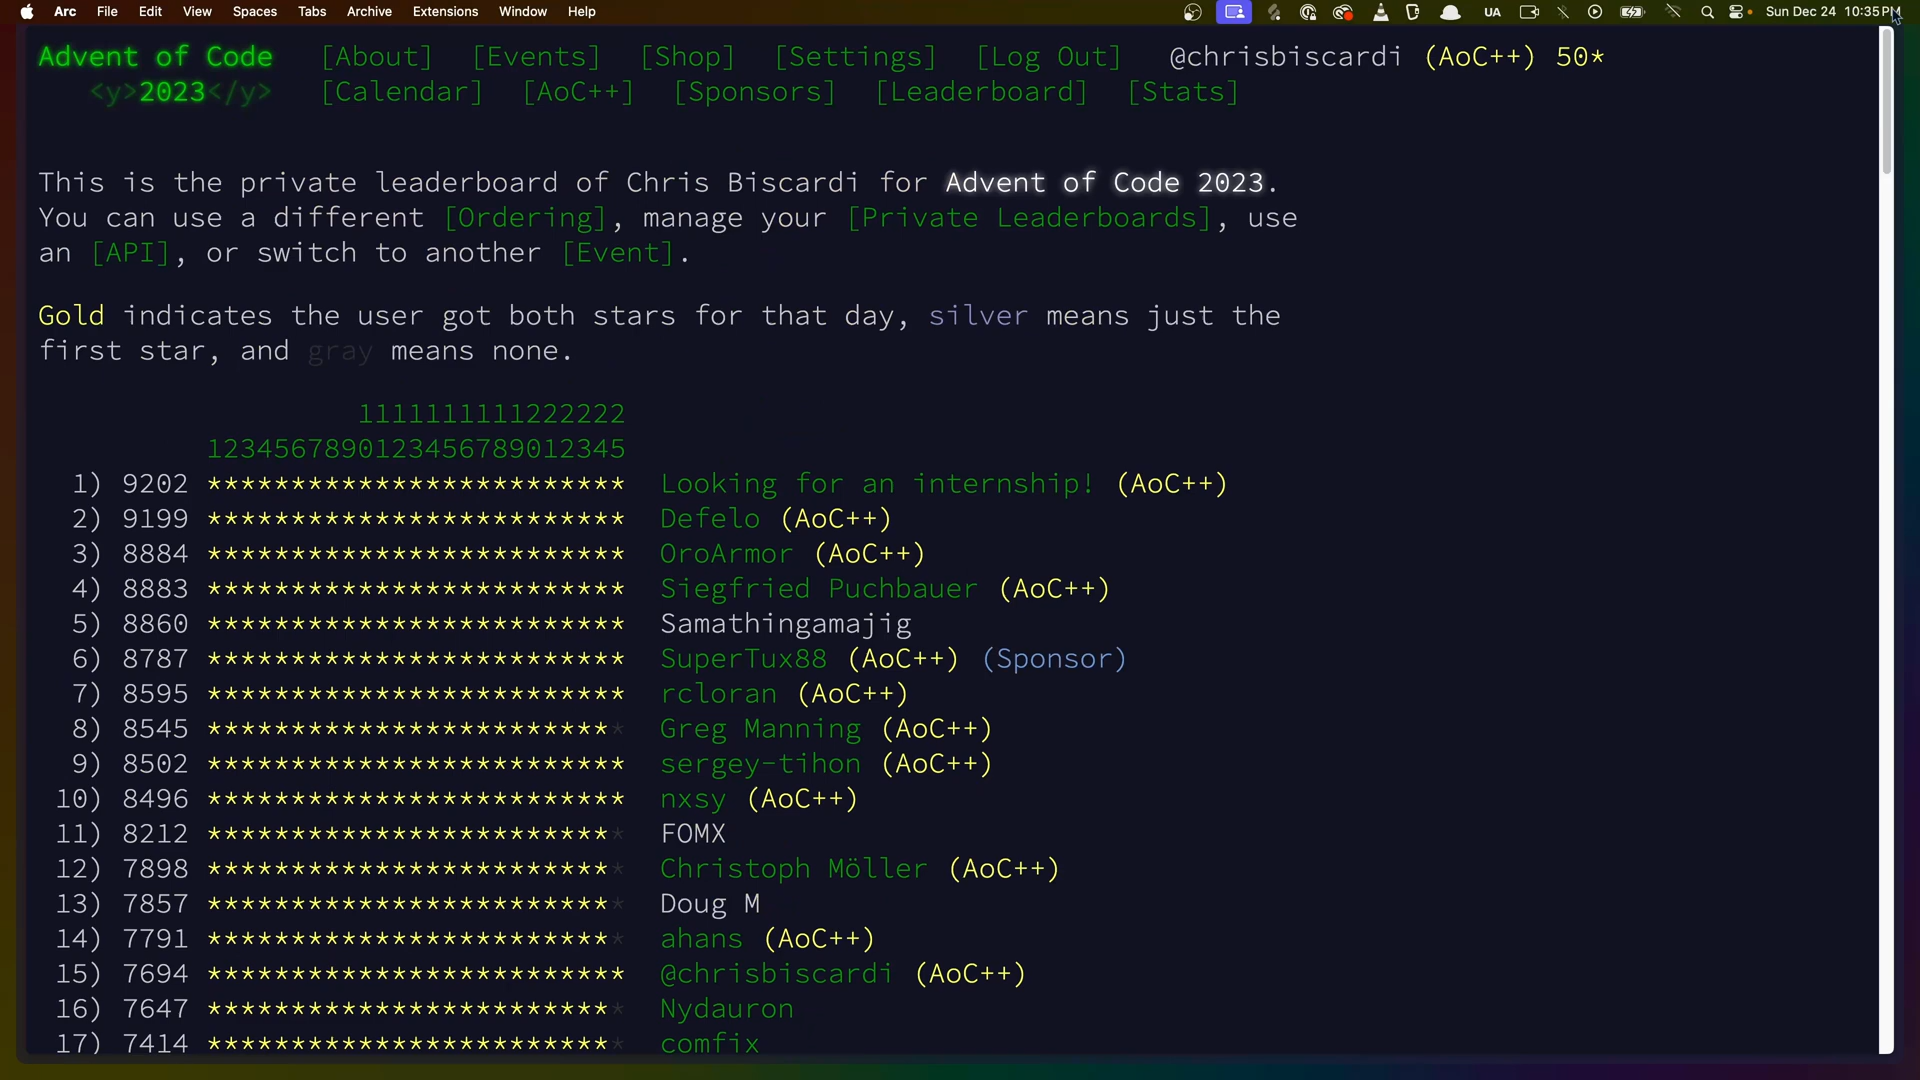 Arc File Edit View Spaces Tabs Archive Extensions Window Help UA Sun Dec 24 10:35 PM
Advent of Code [About] [Events] [Shop] [Settings] [Log Out] @chrisbiscardi (AoC++) 50*
<y>2023</y> [Calendar] [AoC++] [Sponsors] [Leaderboard] [Stats]
This is the private leaderboard of Chris Biscardi for Advent of Code 2023.
You can use a different [Ordering], manage your [Private Leaderboards], use
an [API], or switch to another [Event].
Gold indicates the user got both stars for that day, silver means just the
first star, and gray means none.
1111111111222222
1234567890123456789012345
1) 9202 ************************* Looking for an internship! (AoC++)
2) 9199 ************************* Defelo (AoC++)
3) 8884 ************************* OroArmor (AoC++)
4) 8883 ************************* Siegfried Puchbauer (AoC++)
5) 8860 ************************* Samathingamajig
6) 8787 ************************* SuperTux88 (AoC++) (Sponsor)
7) 8595 ************************* rcloran (AoC++)
8) 8545 ************************* Greg Manning (AoC++)
9) 8502 ************************* sergey-tihon (AoC++)
10) 8496 ************************* nxsy (AoC++)
11) 8212 ************************* FOMX
12) 7898 ************************* Christoph Möller (AoC++)
13) 7857 ************************* Doug M
14) 7791 ************************* ahans (AoC++)
15) 7694 ************************* @chrisbiscardi (AoC++)
16) 7647 ************************* Nydauron
17) 7414 ************************* comfix